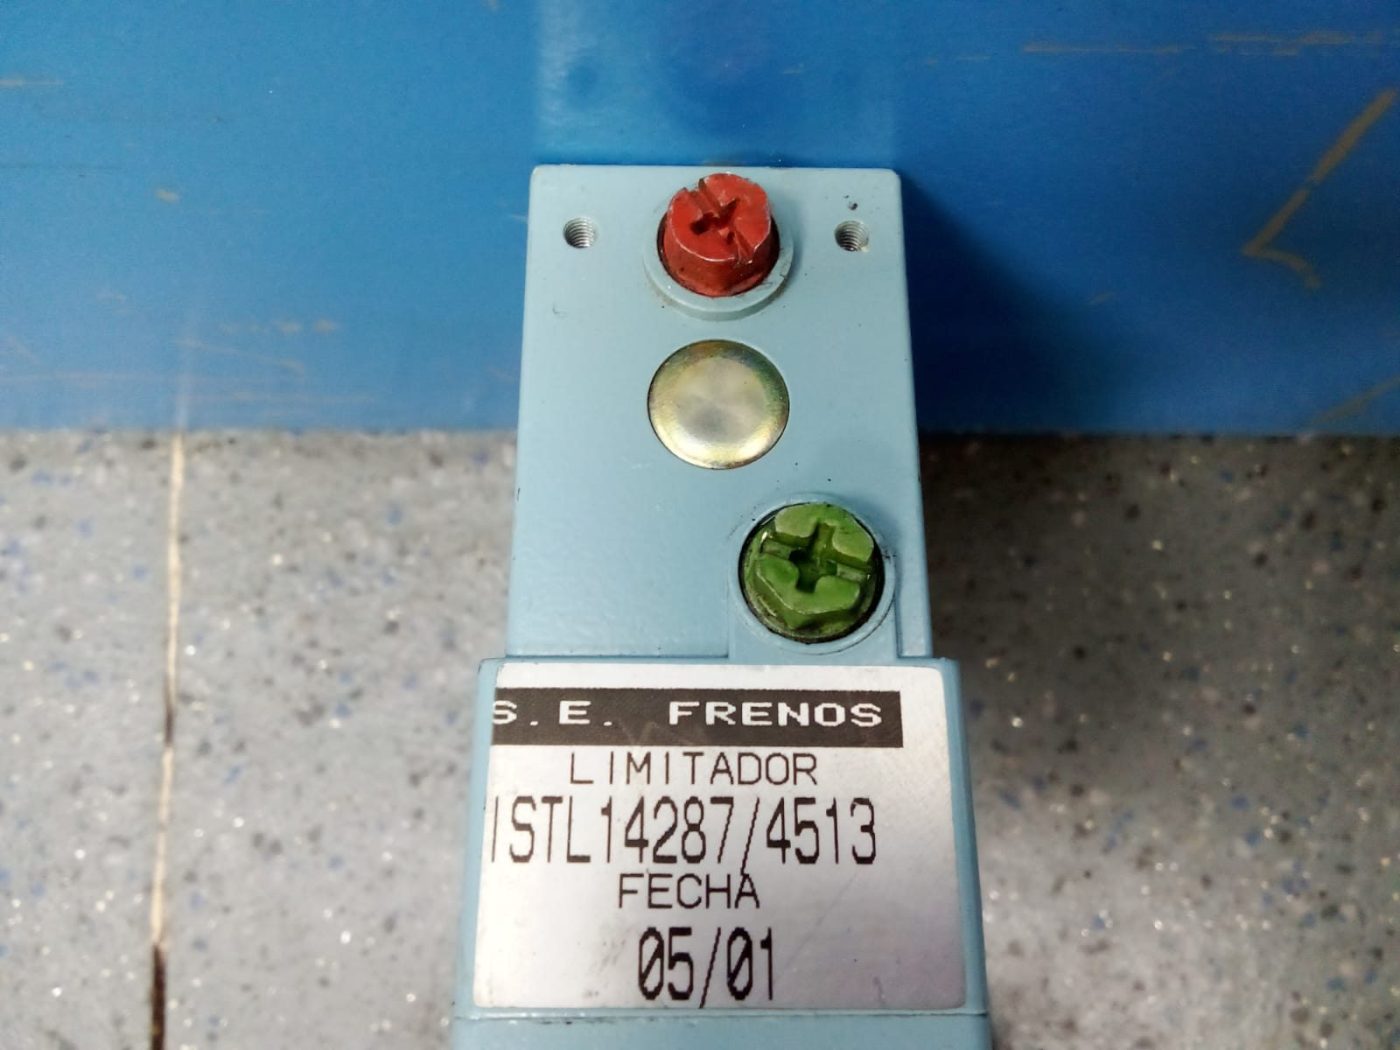 S.E. FRENOS
LIMITADOR
ISTL14287/4513
FECHA
05/01